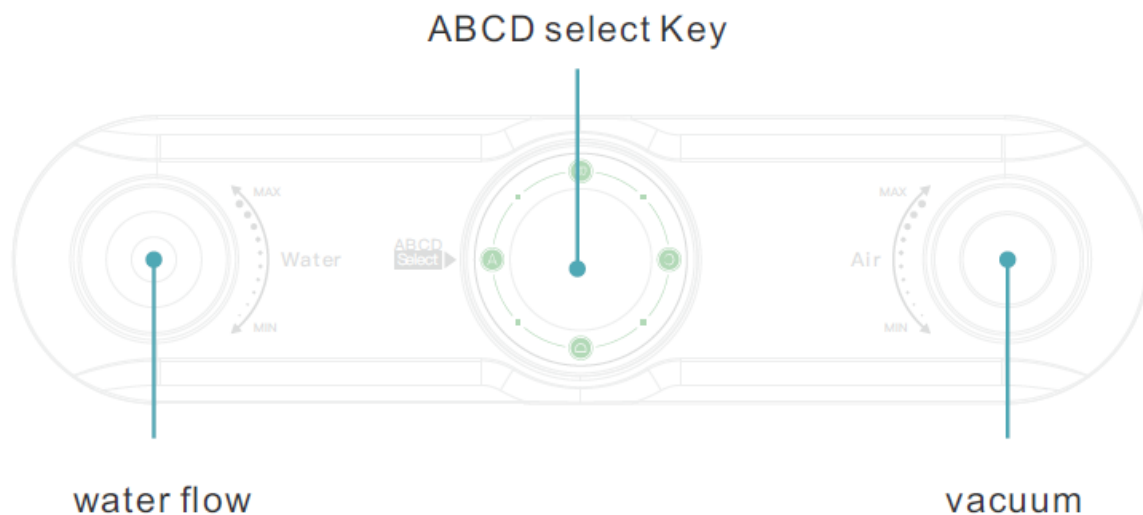 ABCD select Key
MAX
MAX
ABCD
Select
Water
A
Air
MIN
MIN
water flow
vacuum